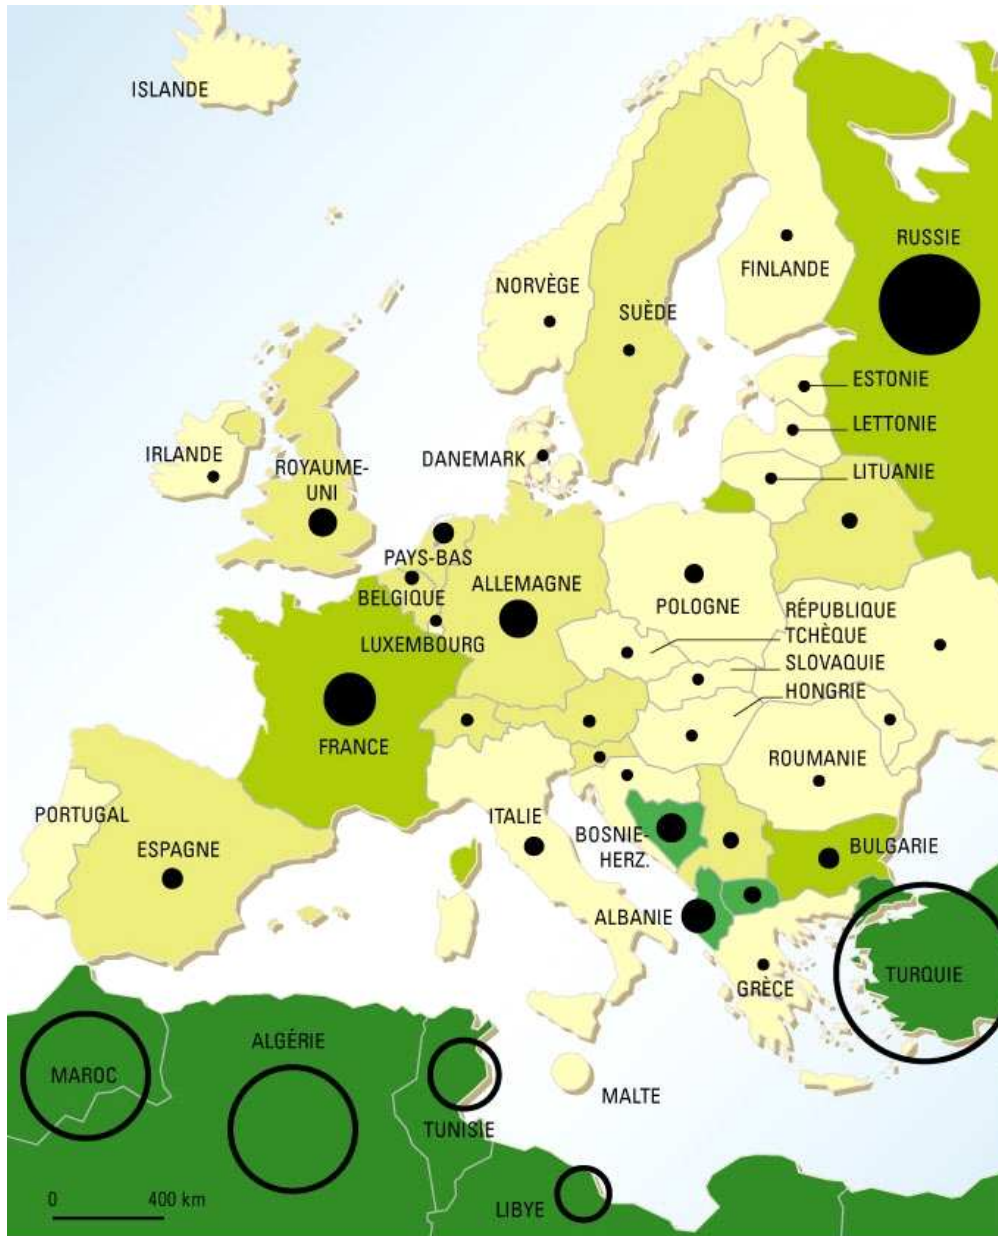 ISLANDE
RUSSIE
FINLANDE
NORVÈGE
SUÈDE
ESTONIE
LETTONIE
IRLANDE
ROYAUME-
UNI
DANEMARK
LITUANIE
PAYS-BAS
ALLEMAGNE
BELGIQUE
POLOGNE
RÉPUBLIQUE
TCHÈQUE
LUXEMBOURG
SLOVAQUIE
HONGRIE
FRANCE
ROUMANIE
PORTUGAL
ESPAGNE
ITALIE
BOSNIE-
HERZ.
BULGARIE
ALBANIE
TURQUIE
GRÈCE
ALGÉRIE
MAROC
MALTE
TUNISIE
0 400 km
LIBYE